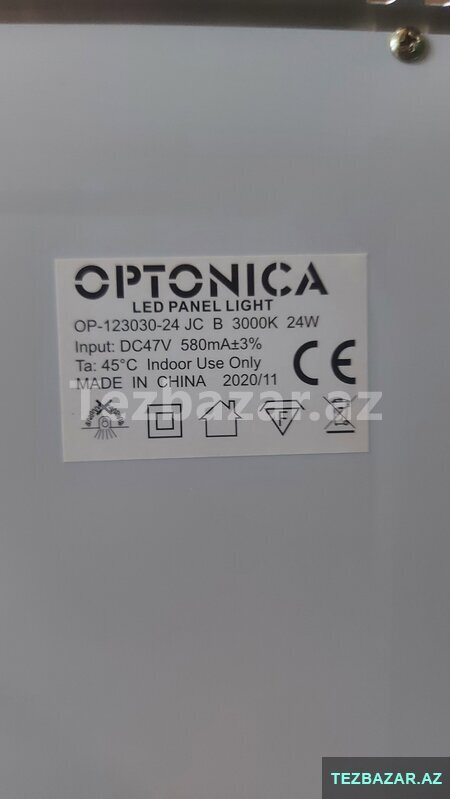 OPTONICA
LED PANEL LIGHT
OP-123030-24 JC B 3000K 24W
Input: DC47V 580mA±3%
Ta: 45°C Indoor Use Only
MADE IN CHINA 2020/11
CE
Tezbazar.az
F
TEZBAZAR.AZ